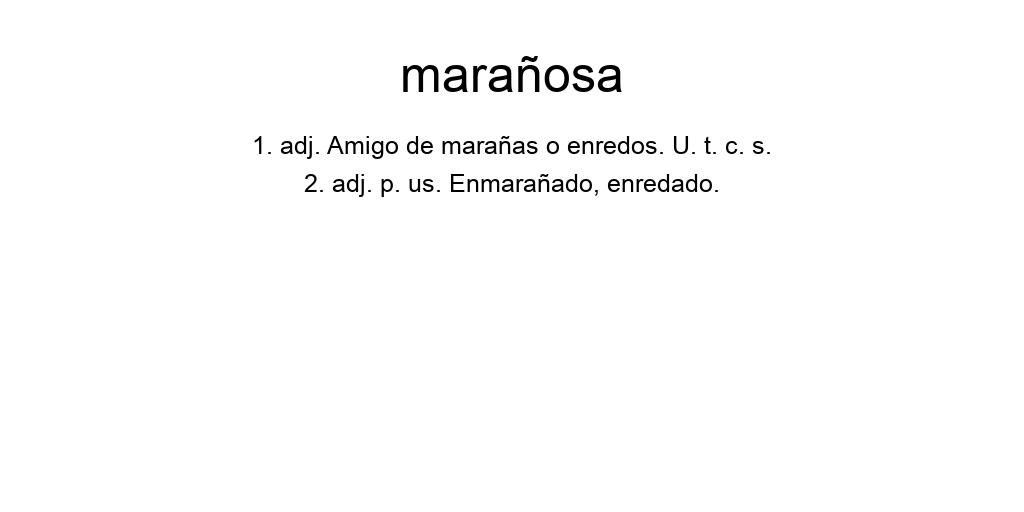 marañosa
1. adj. Amigo de marañas o enredos. U. t. c. s.
2. adj. p. us. Enmarañado, enredado.